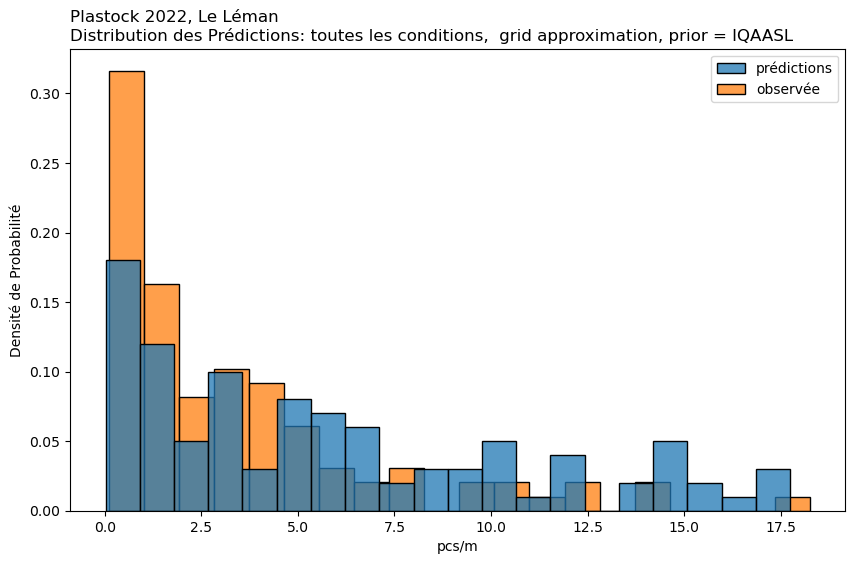 Plastock 2022, Le Léman
Distribution des Prédictions: toutes les conditions,  grid approximation, prior = IQAASL
prédictions
observée
Densité de Probabilité
0.30
0.25
0.20
0.15
0.10
0.05
0.00
0.0 2.5 5.0 7.5 10.0 12.5 15.0 17.5
pcs/m